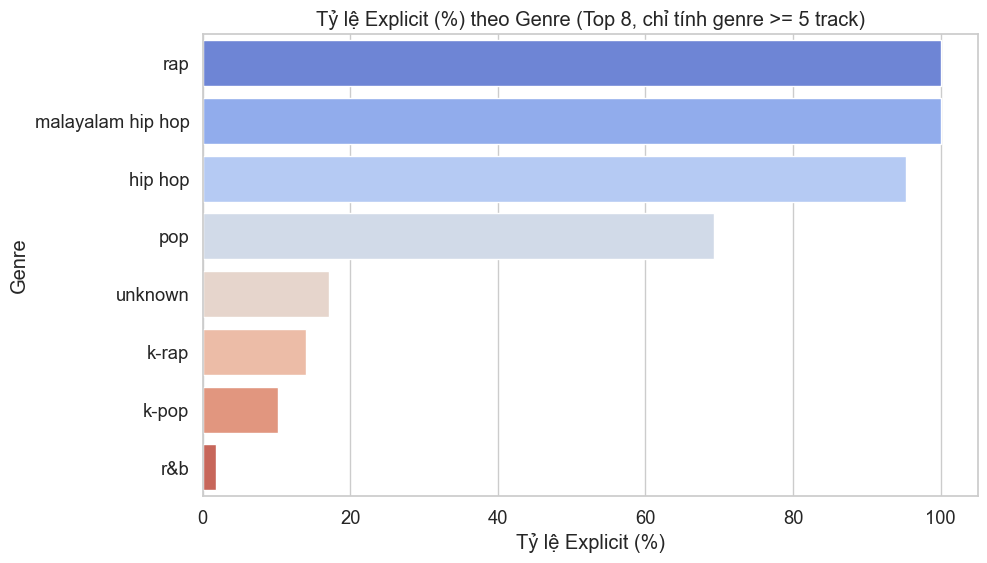 Tỷ lệ Explicit (%) theo Genre (Top 8, chỉ tính genre >= 5 track)
Genre
rap
malayalam hip hop
hip hop
pop
unknown
k-rap
k-pop
r&b
0 20 40 60 80 100
Tỷ lệ Explicit (%)